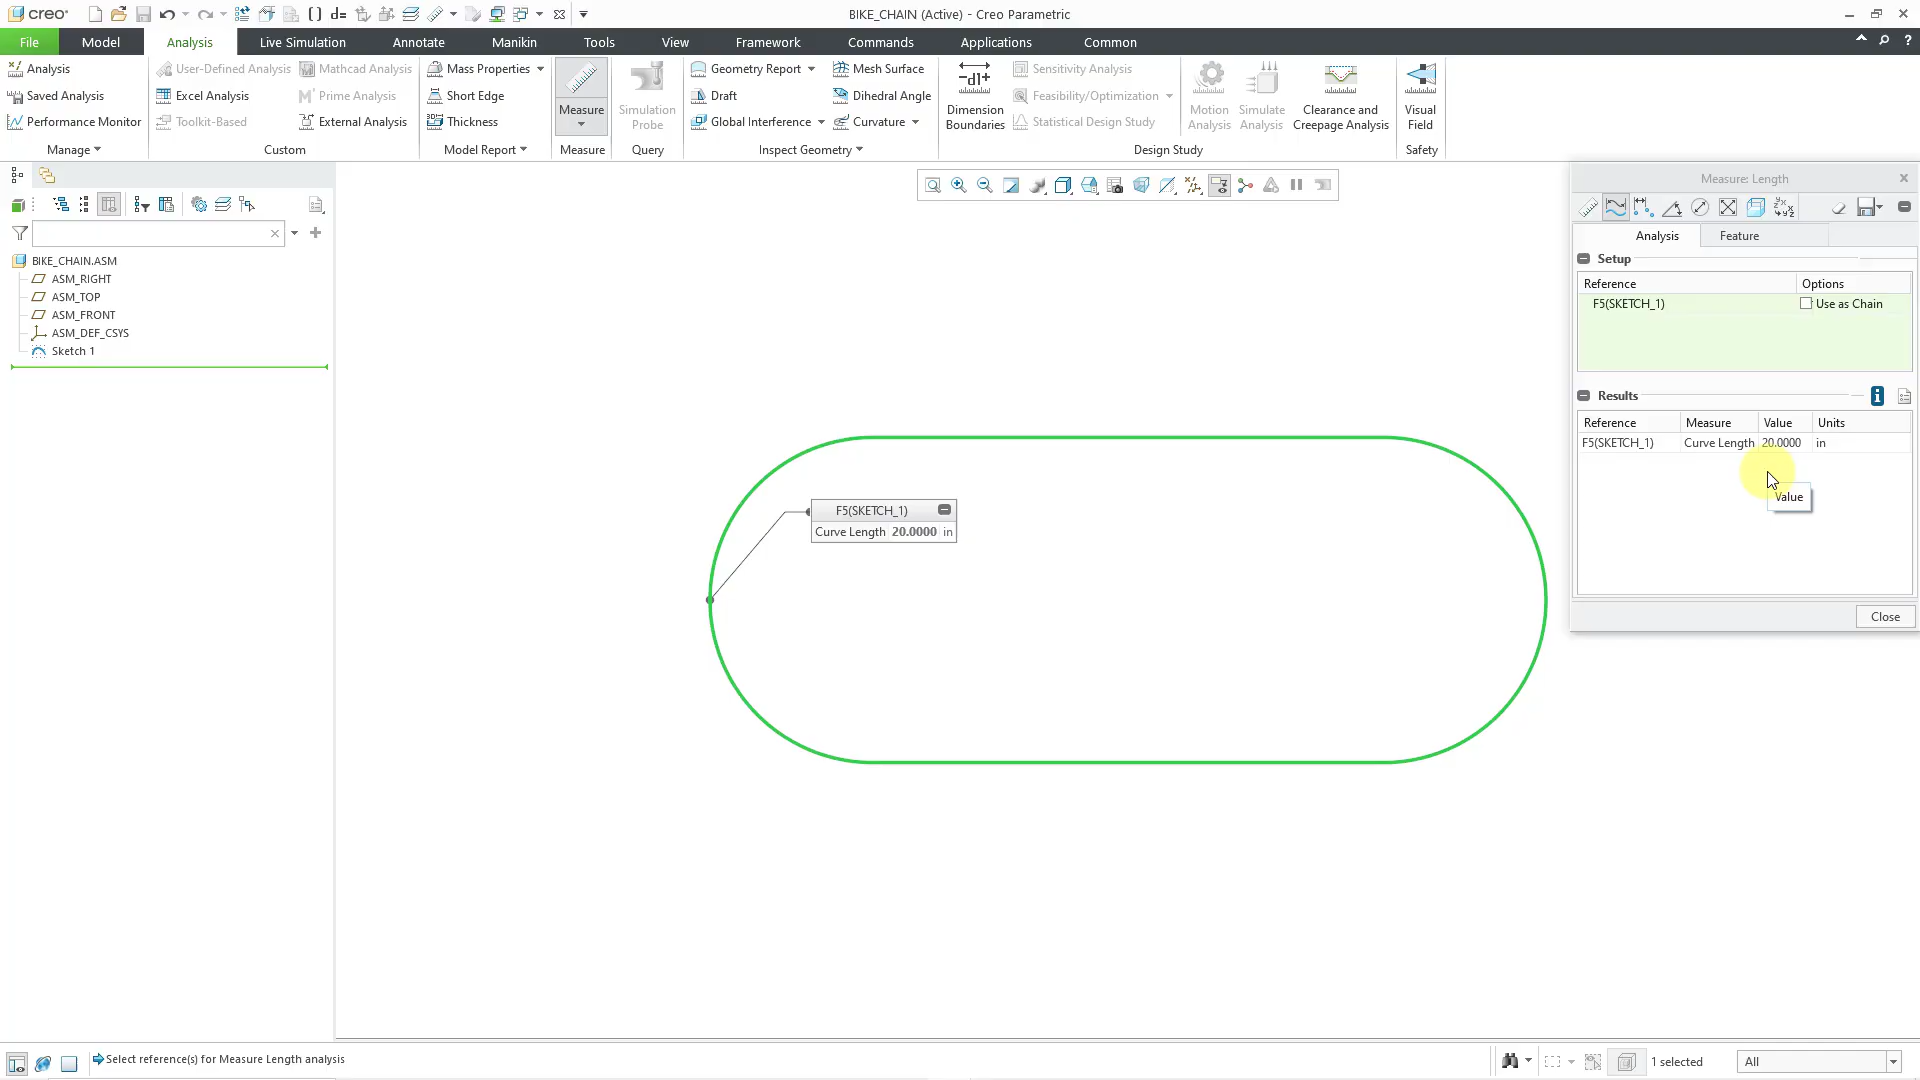 creo°
BIKE_CHAIN (Active) - Creo Parametric
File Model Analysis Live Simulation Annotate Manikin Tools View Framework Commands Applications Common
Analysis
Saved Analysis
Performance Monitor
Manage
User-Defined Analysis
Excel Analysis
Toolkit-Based
Mathcad Analysis
Prime Analysis
External Analysis
Custom
Mass Properties
Short Edge
Thickness
Model Report
Measure
Measure
Simulation
Probe
Query
Geometry Report
Draft
Global Interference
Mesh Surface
Dihedral Angle
Curvature
Inspect Geometry
Dimension
Boundaries
Sensitivity Analysis
Feasibility/Optimization
Statistical Design Study
Motion
Analysis
Simulate
Analysis
Clearance and
Creepage Analysis
Design Study
Visual
Field
Safety
BIKE_CHAIN.ASM
ASM_RIGHT
ASM_TOP
ASM_FRONT
ASM_DEF_CSYS
Sketch 1
F5(SKETCH_1)
Curve Length 20.0000 in
Measure: Length
Analysis Feature
Setup
Reference Options
F5(SKETCH_1) Use as Chain
Results
Reference Measure Value Units
F5(SKETCH_1) Curve Length 20.0000 in
Value
Close
Select reference(s) for Measure Length analysis
1 selected
All